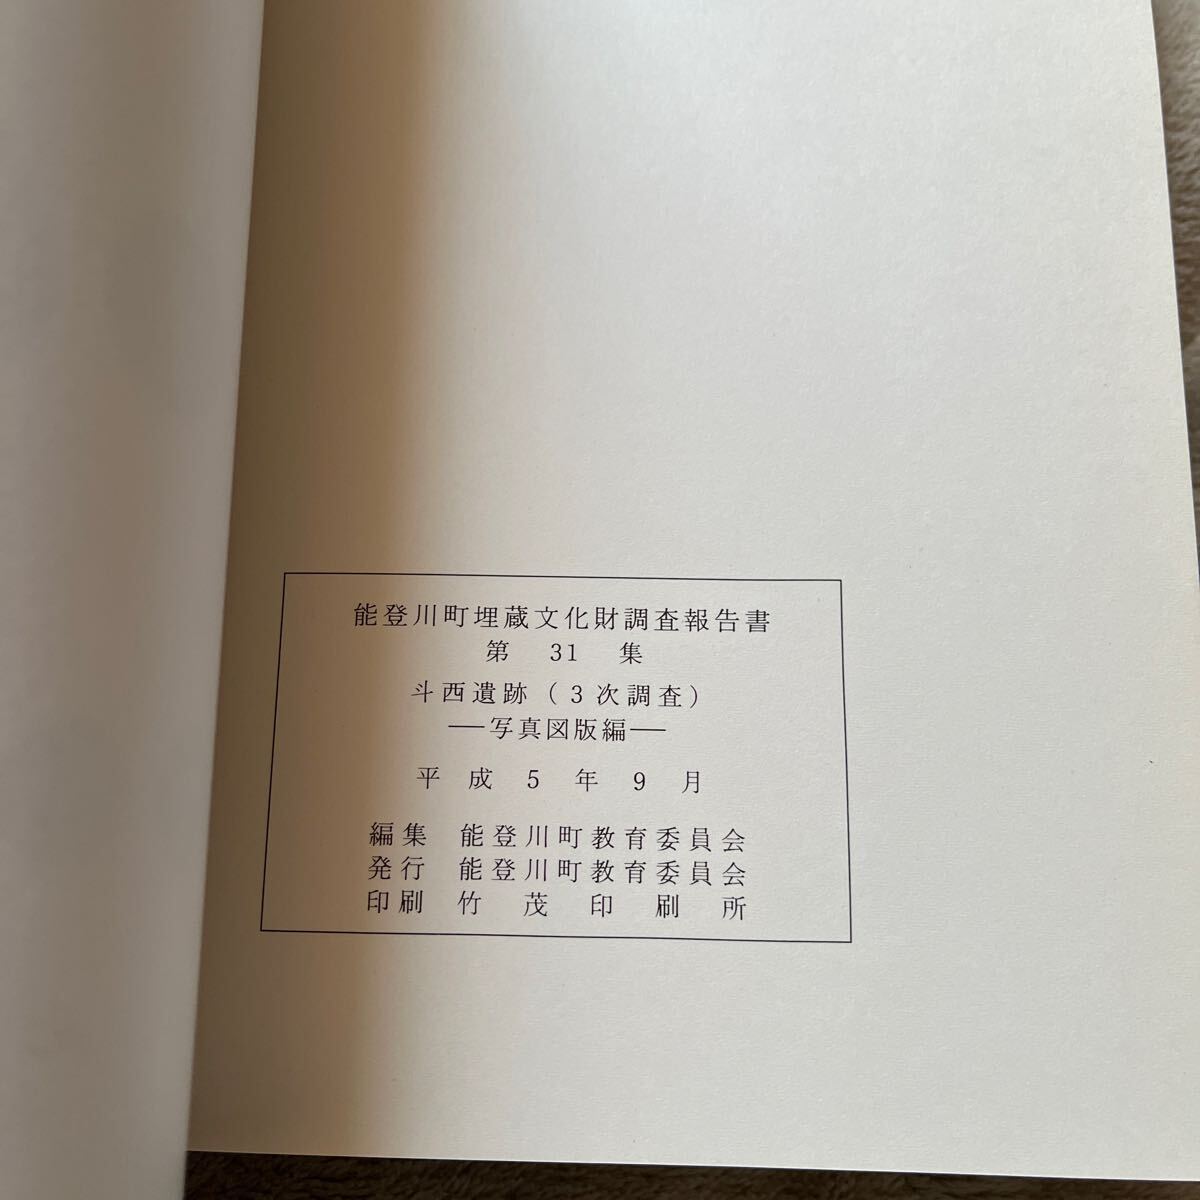 能登川町埋蔵文化財調査報告書
第 31 集
斗西遺跡(3次調査)
―写真図版編―
平成5年9月
編集 能登川町教育委員会
発行 能登川町教育委員会
印刷 竹茂印刷所